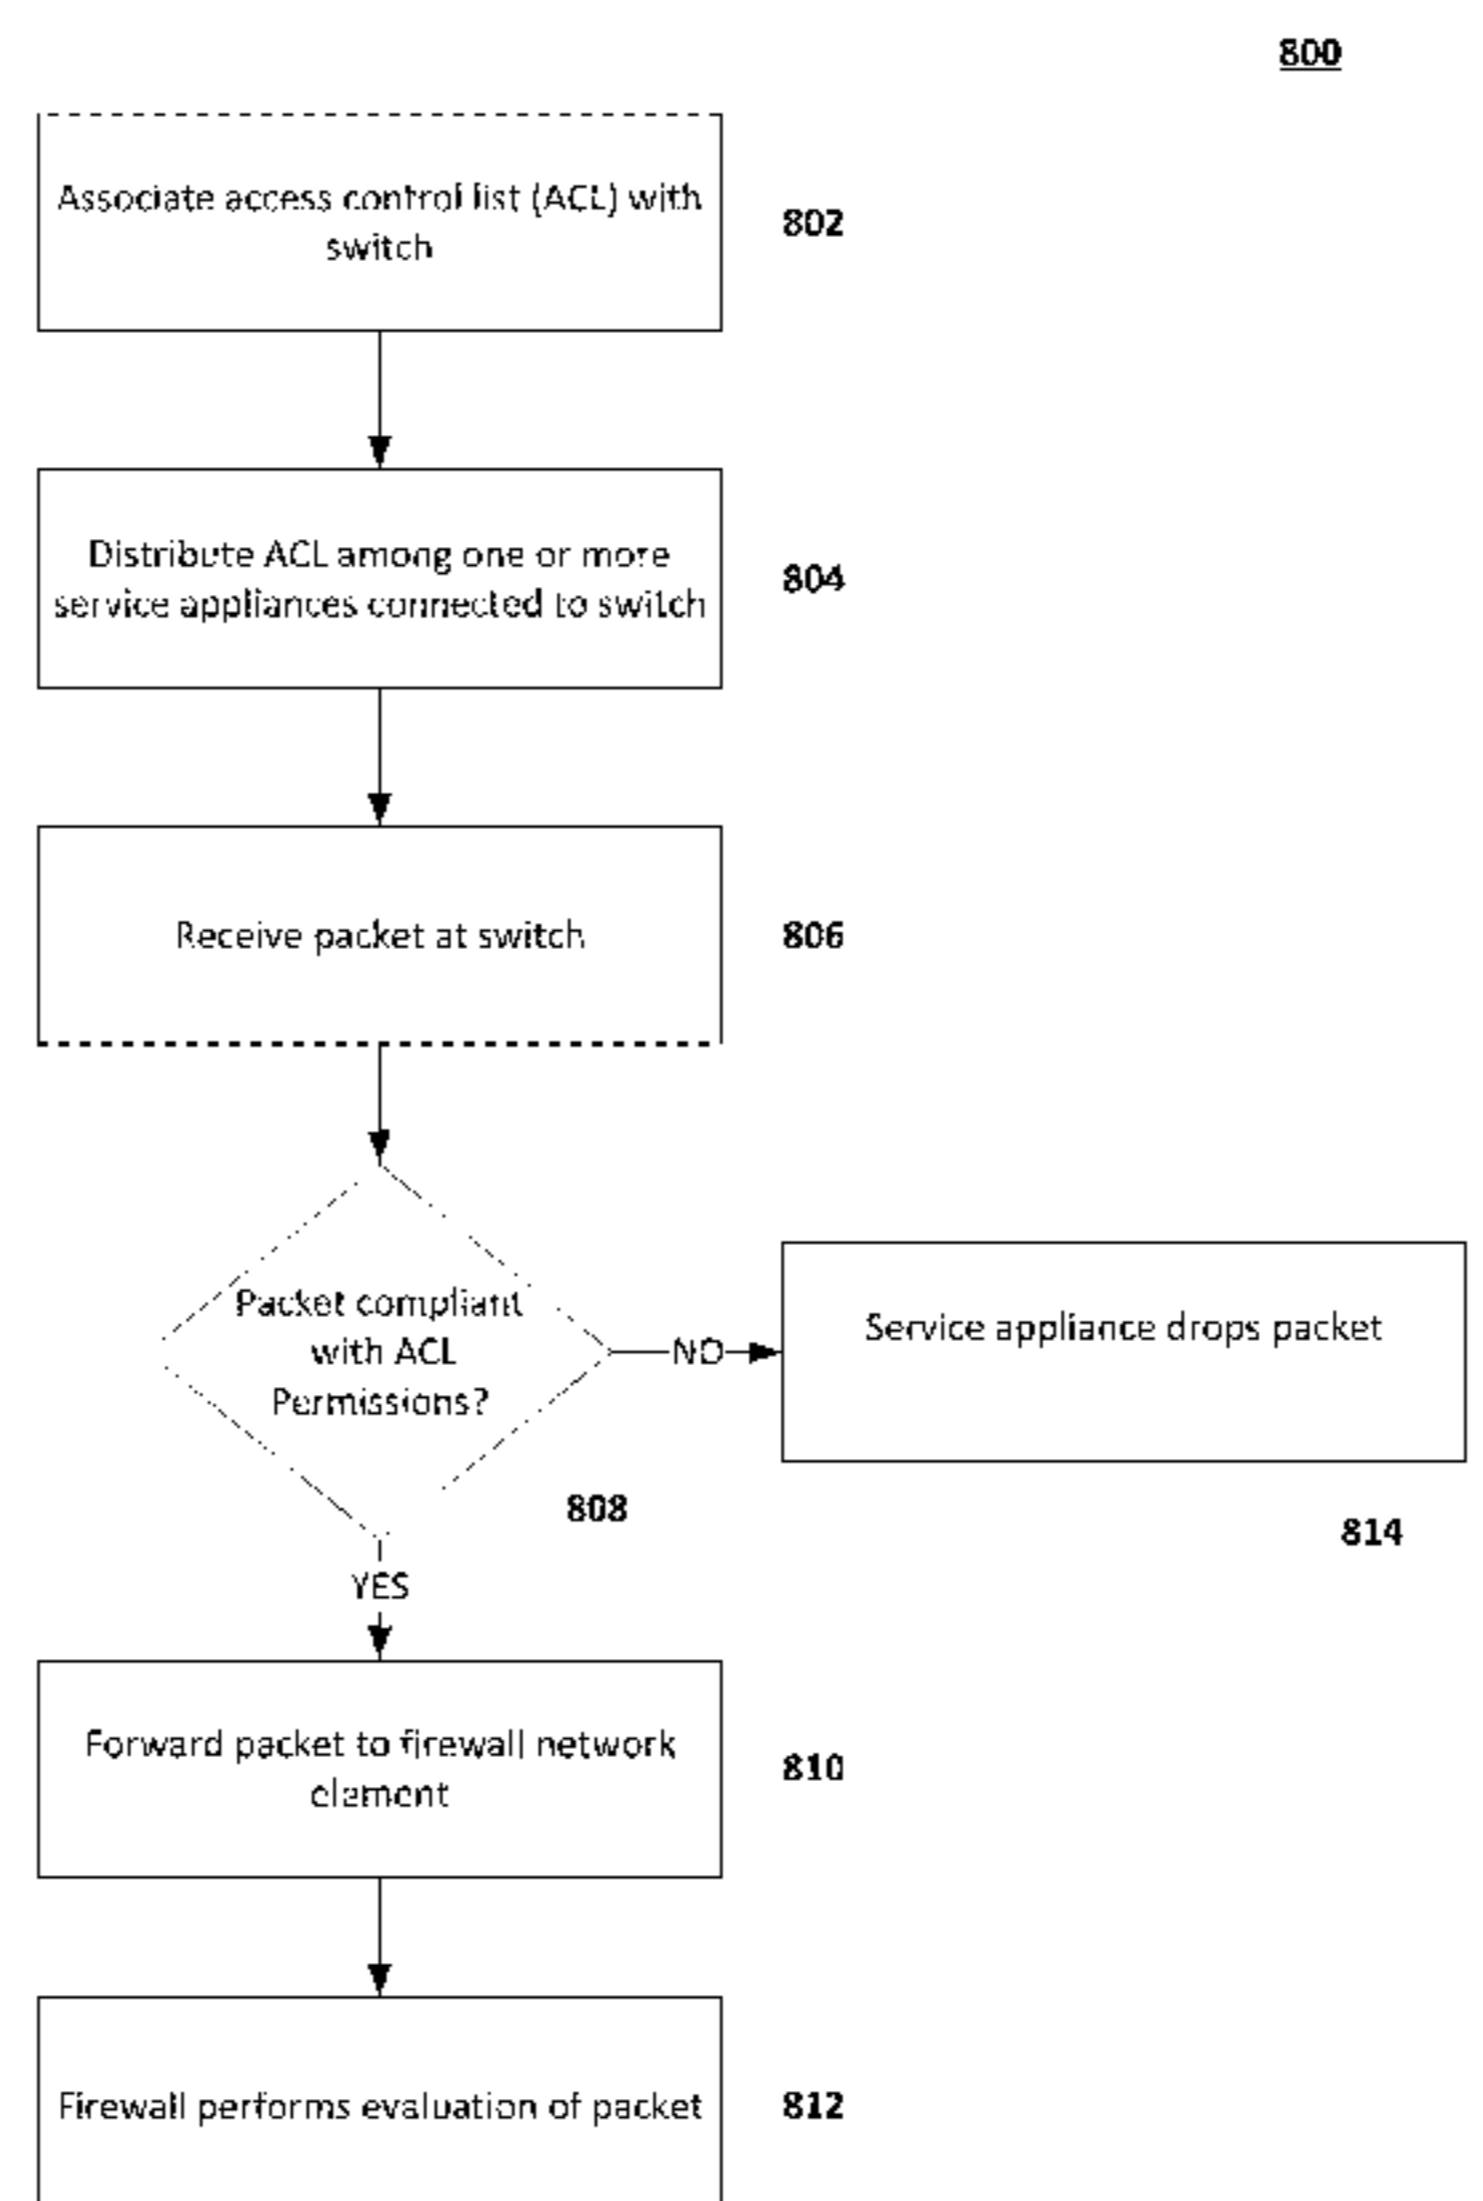 800
Associate access control list (ACL) with
switch
802
Distribute ACL among one or more
service appliances connected to switch
804
Receive packet at switch
806
Packet compliant
with ACL
Permissions?
808
NO
Service appliance drops packet
814
YES
Forward packet to firewall network
element
810
Firewall performs evaluation of packet
812